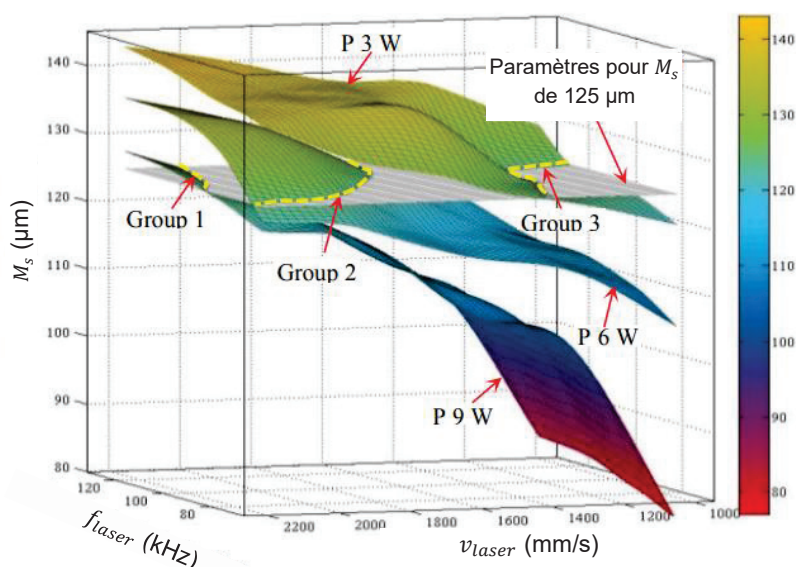 140
130
120
110
100
90
80
M_s (µm)
P 3 W
Paramètres pour M_s
de 125 µm
Group 1
Group 2
Group 3
P 6 W
P 9 W
120
100
80
f_laser (kHz)
2200
2000
1800
1600
1400
1200
1000
v_laser (mm/s)
140
130
120
110
100
90
80